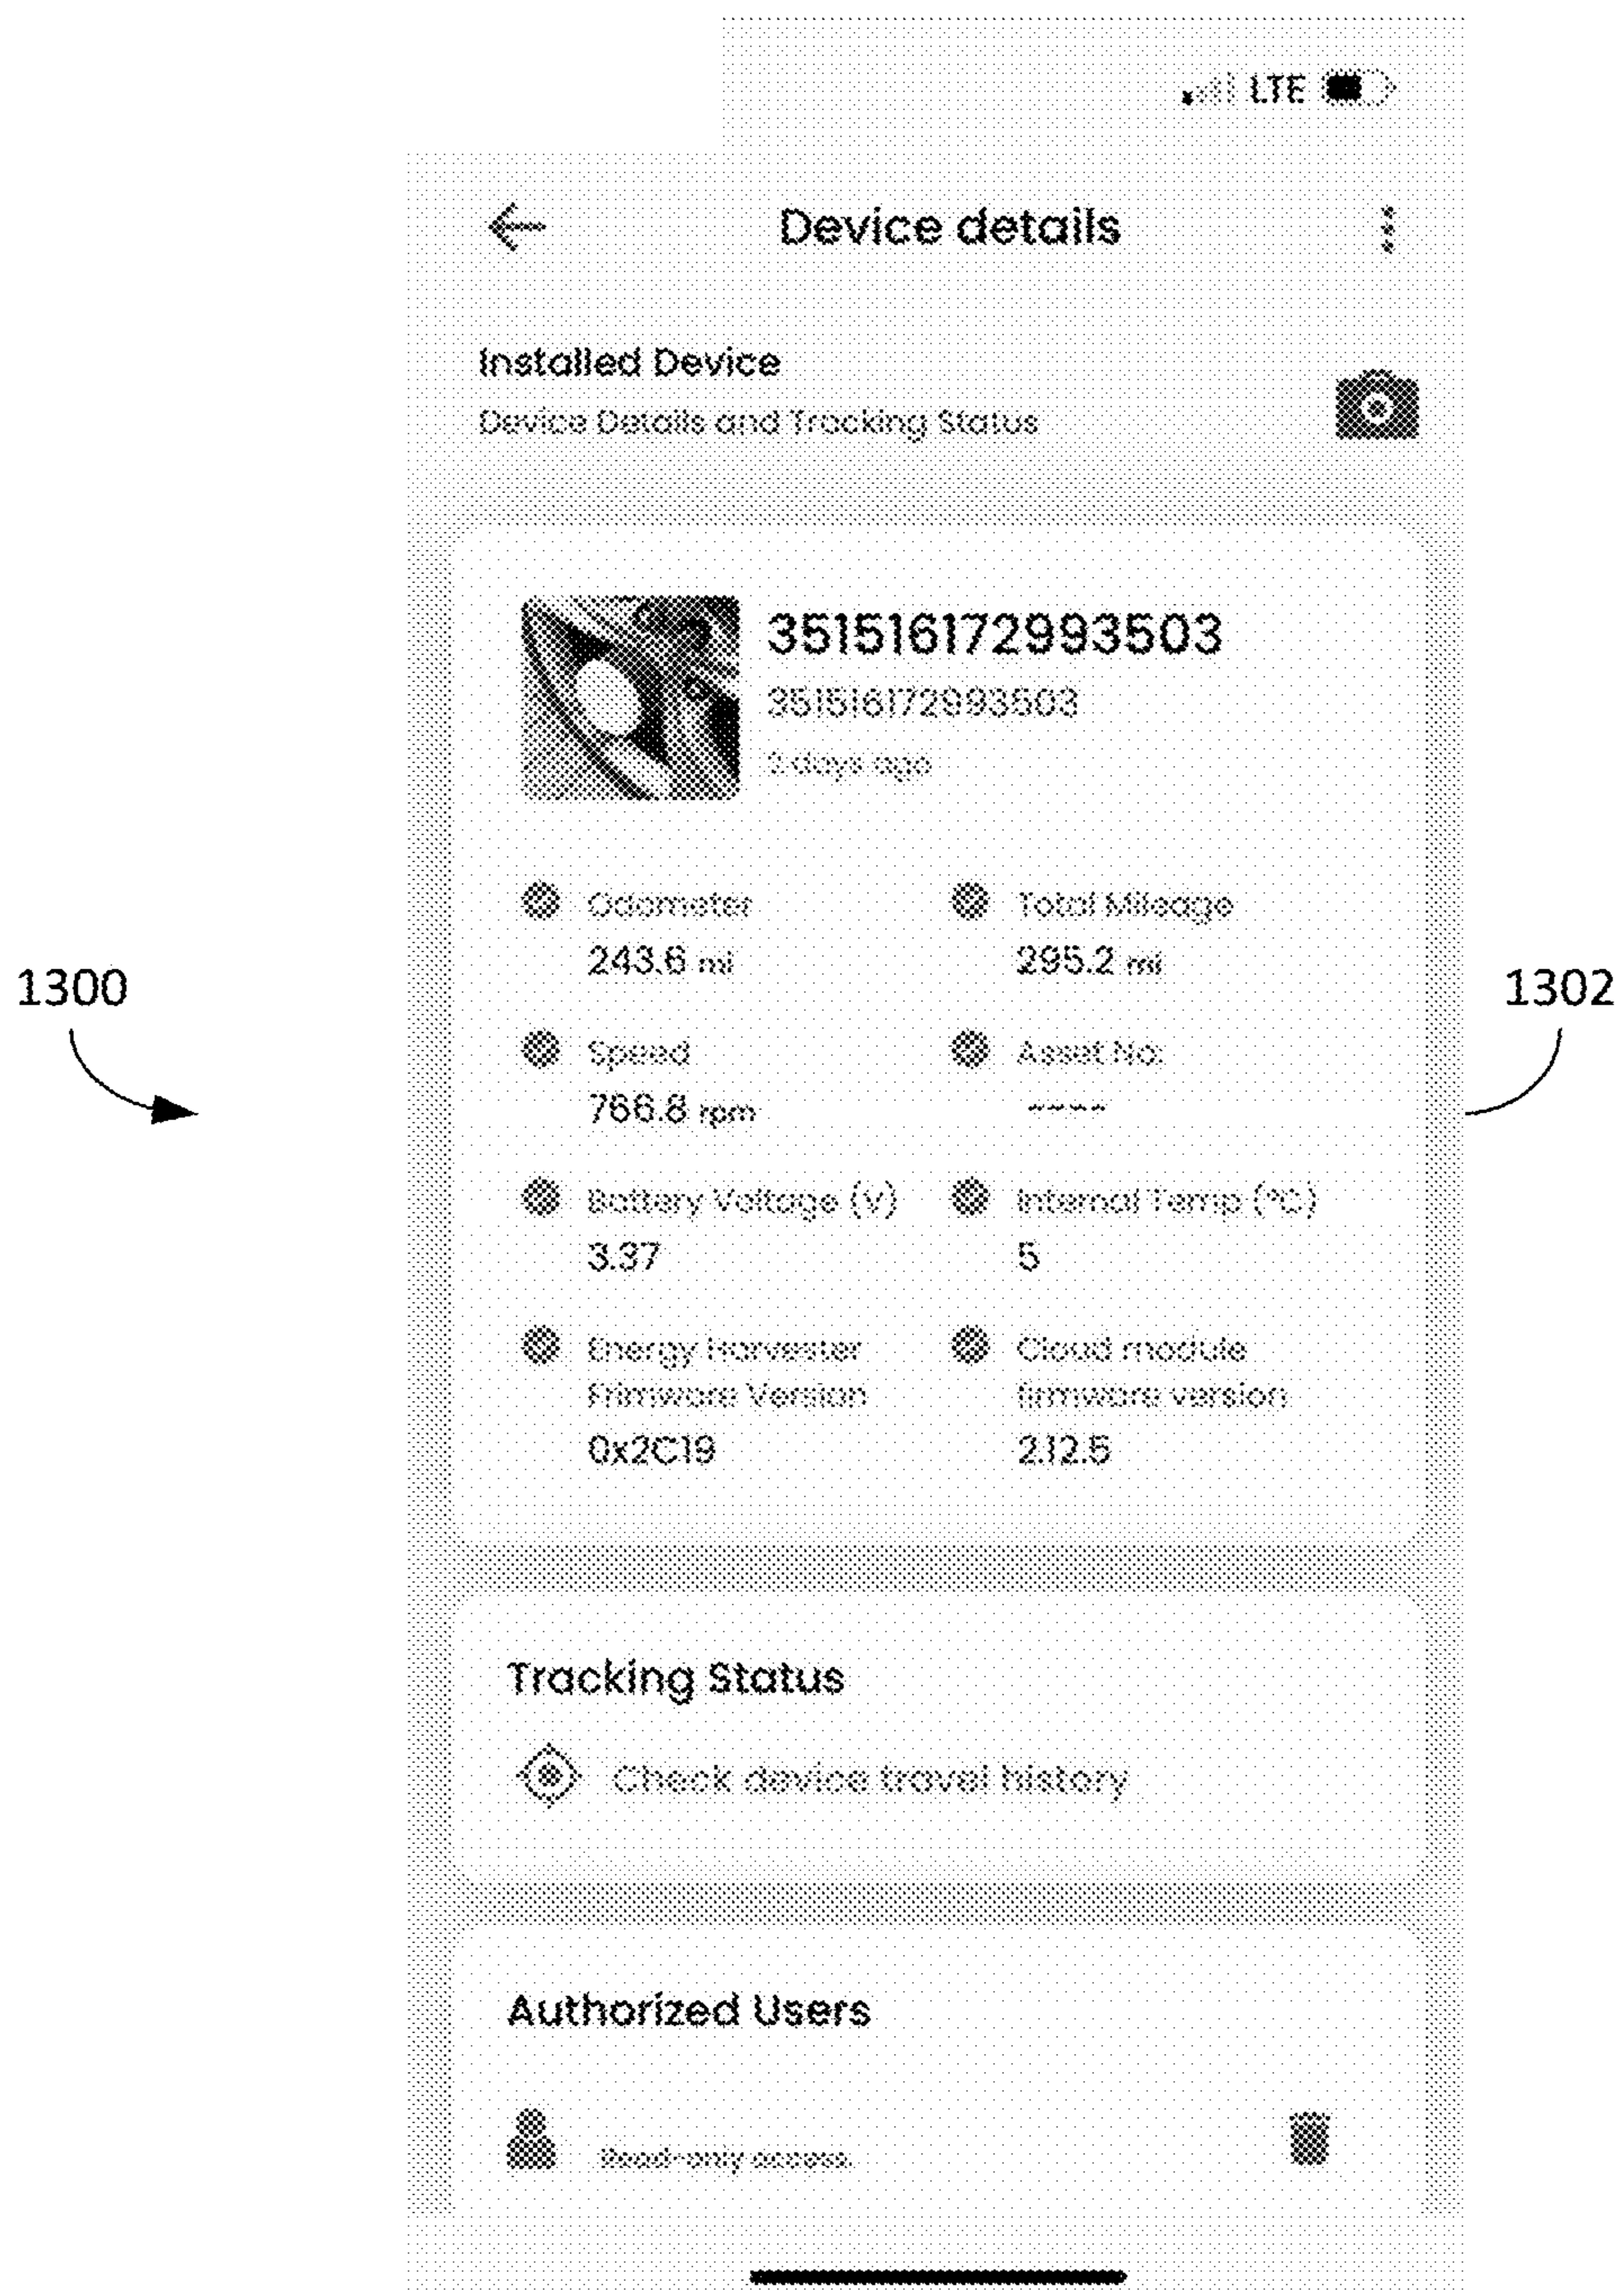 LTE
Device details
Installed Device
Device Details and Tracking Status
351516172993503
351516172993503
2 days ago
Odometer
Total Mileage
243.6 mi
295.2 mi
1300
1302
Speed
Asset No:
766.8 rpm
----
Battery Voltage (V)
Internal Temp (°C)
3.37
5
Energy Harvester
Cloud module
Frimware Version
firmware version
0x2C19
2.12.5
Tracking Status
Check device travel history
Authorized Users
Read-only access